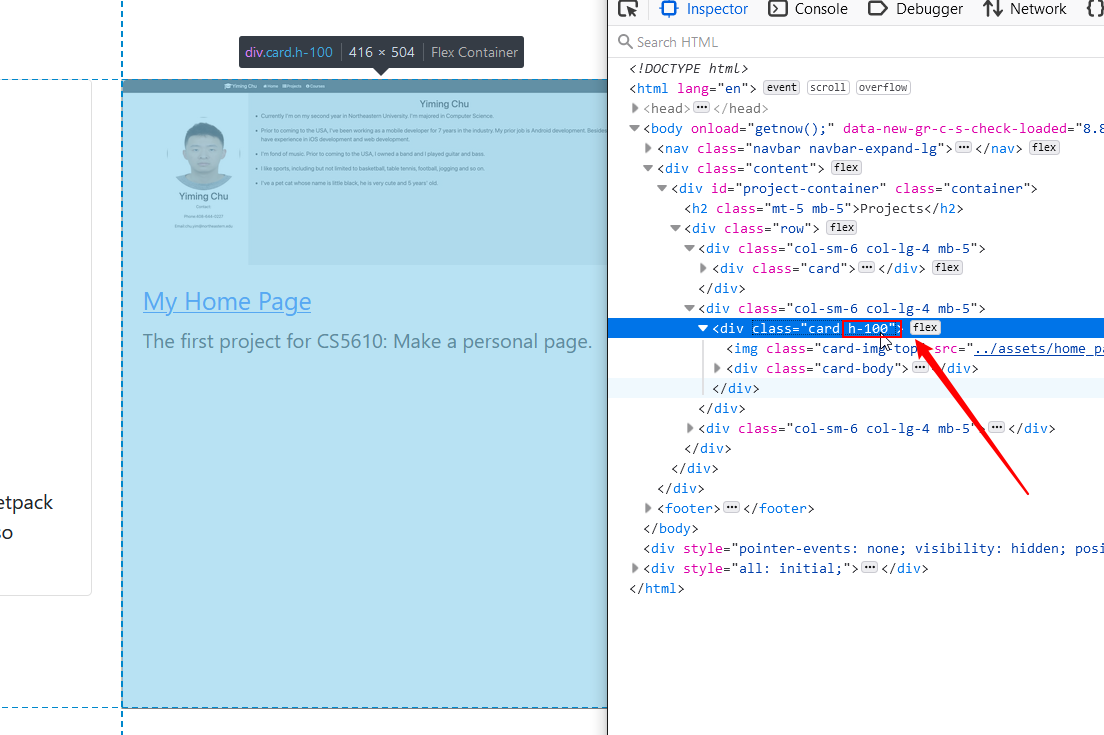 Inspector Console Debugger Network
Search HTML
div.card.h-100 416 × 504 Flex Container
Yiming Chu Home Projects Courses
Yiming Chu
Currently I'm on my second year in Northeastern University. I'm majored in Computer Science.
Prior to coming to the USA, I've been working as a mobile developer for 7 years in the industry. My prior job is Android development. Besides
have experience in iOS development and web development.
I'm fond of music. Prior to coming to the USA, I owned a band and I played guitar and bass.
I like sports, including but not limited to basketball, table tennis, football, jogging and so on.
I've a pet cat whose name is little black, he is very cute and 5 years' old.
Yiming Chu
Contact
My Home Page
The first project for CS5610: Make a personal page.
etpack
so
<!DOCTYPE html>
<html lang="en"> event scroll overflow
<head> ••• </head>
<body onload="getnow();" data-new-gr-c-s-check-loaded="8.8
<nav class="navbar navbar-expand-lg"> ••• </nav> flex
<div class="content"> flex
<div id="project-container" class="container">
<h2 class="mt-5 mb-5">Projects</h2>
<div class="row"> flex
<div class="col-sm-6 col-lg-4 mb-5">
<div class="card"> ••• </div> flex
</div>
<div class="col-sm-6 col-lg-4 mb-5">
<div class="card h-100"> flex
<img class="card-img-top" src="../assets/home_pa
<div class="card-body"> ••• </div>
</div>
</div>
<div class="col-sm-6 col-lg-4 mb-5"> ••• </div>
</div>
</div>
</div>
<footer> ••• </footer>
</body>
<div style="pointer-events: none; visibility: hidden; posi
<div style="all: initial;"> ••• </div>
</html>